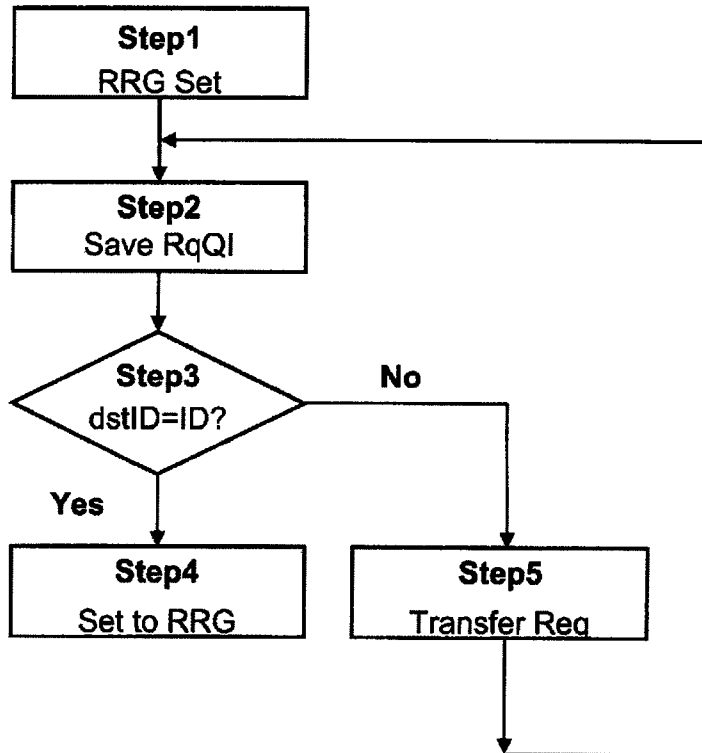 Step1
RRG Set
Step2
Save RqQI
Step3
dstID=ID?
No
Yes
Step4
Set to RRG
Step5
Transfer Req